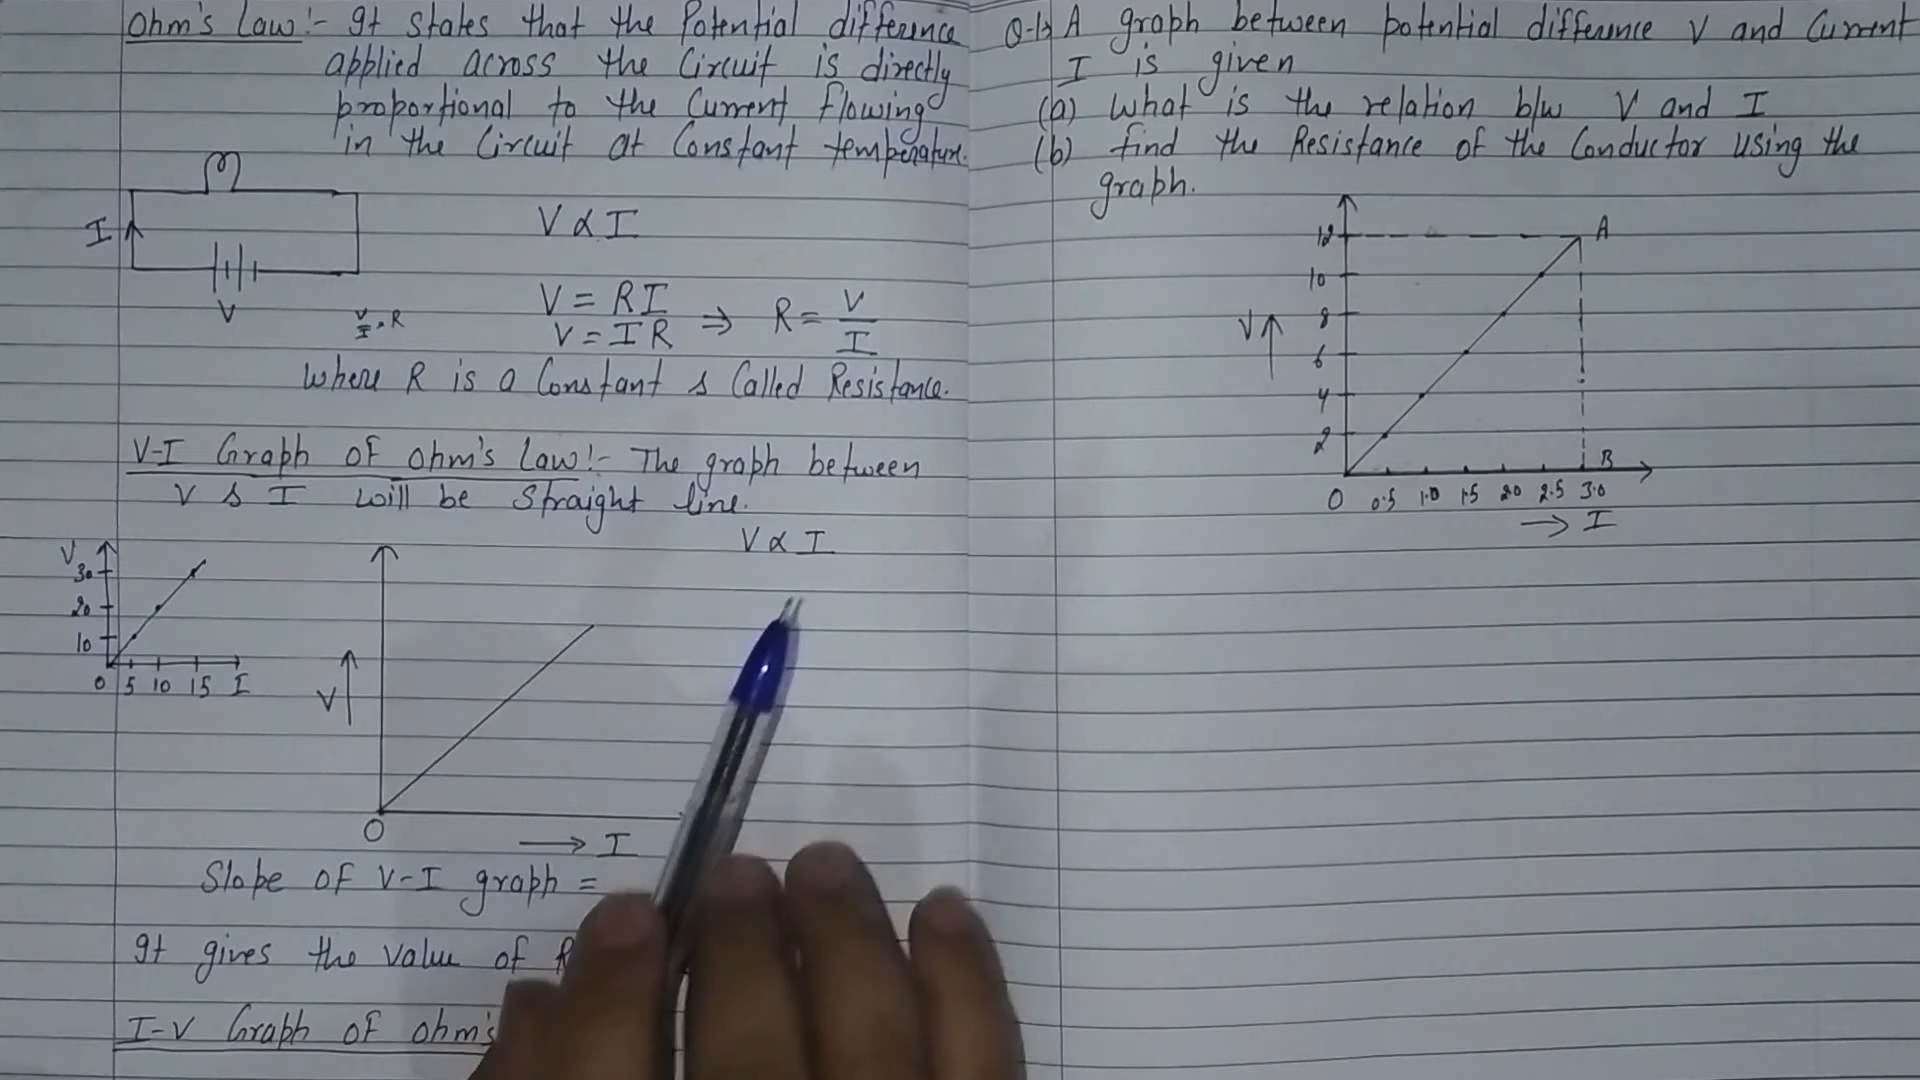 Ohm's Law:- It states that the Potential difference
applied across the Circuit is directly
proportional to the Current flowing
in the Circuit at Constant temperature.
I
V
V ∝ I
V = RI
V = IR ⇒ R = V/I
V/I = R
Where R is a Constant & Called Resistance.
V-I Graph of Ohm's Law:- The graph between
V & I will be straight line.
V ∝ I
V
30
20
10
0 5 10 15 I
V
O
→ I
Slope of V-I graph =
It gives the value of R
I-V Graph of Ohm's
Q-1) A graph between potential difference V and Current
I is given
(a) What is the relation b/w V and I
(b) find the Resistance of the Conductor using the
graph.
12 A
10
V 8
6
4
2
B
O 0.5 1.0 1.5 2.0 2.5 3.0
→ I